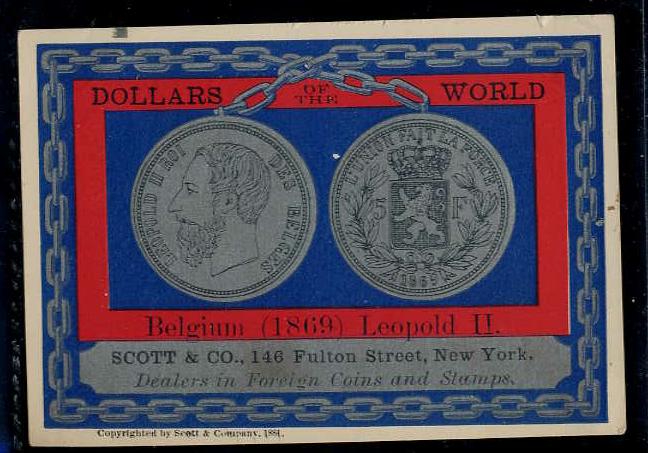 DOLLARS OF THE WORLD
LEOPOLD II ROI DES BELGES
L'UNION FAIT LA FORCE
5 F
1869
Belgium (1869) Leopold II.
SCOTT & CO., 146 Fulton Street, New York.
Dealers in Foreign Coins and Stamps.
Copyrighted by Scott & Company, 1881.